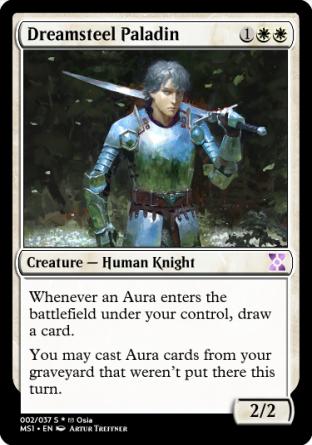 Dreamsteel Paladin 1
Creature — Human Knight
Whenever an Aura enters the
battlefield under your control, draw
a card.
You may cast Aura cards from your
graveyard that weren't put there this
turn.
2/2
002/037 S * Osia
MS1 • EN ARTUR TREFFNER